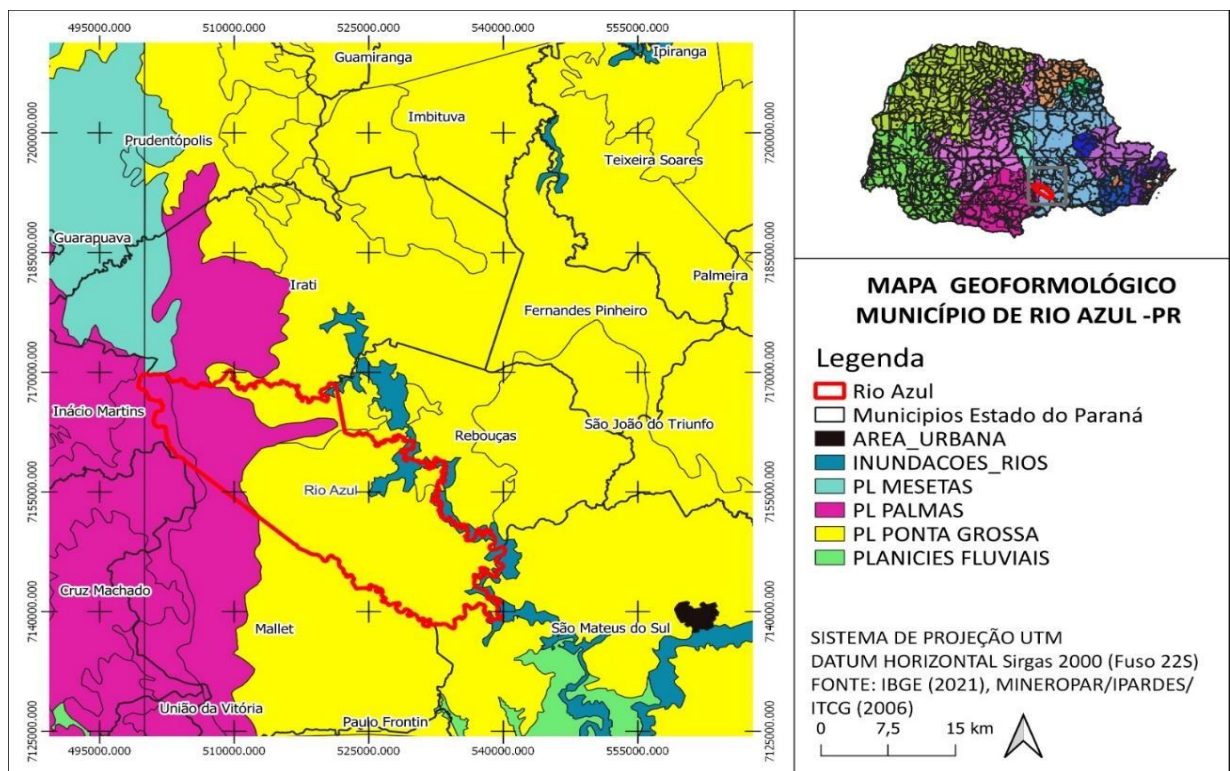 495000.000 510000.000 525000.000 540000.000 555000.000
7200000.000 7200000.000
7185000.000 7185000.000
7170000.000 7170000.000
7155000.000 7155000.000
7140000.000 7140000.000
7125000.000 7125000.000
Guamiranga
Ipiranga
Imbituva
Prudentópolis
Teixeira Soares
Guarapuava
Palmeira
Irati
Fernandes Pinheiro
Inácio Martins
São João do Triunfo
Rebouças
Rio Azul
Cruz Machado
Mallet
São Mateus do Sul
União da Vitória
Paulo Frontin
495000.000 510000.000 525000.000 540000.000 555000.000
MAPA GEOFORMOLÓGICO
MUNICÍPIO DE RIO AZUL -PR
Legenda
Rio Azul
Municipios Estado do Paraná
AREA_URBANA
INUNDACOES_RIOS
PL MESETAS
PL PALMAS
PL PONTA GROSSA
PLANICIES FLUVIAIS
SISTEMA DE PROJEÇÃO UTM
DATUM HORIZONTAL Sirgas 2000 (Fuso 22S)
FONTE: IBGE (2021), MINEROPAR/IPARDES/
ITCG (2006)
0 7,5 15 km